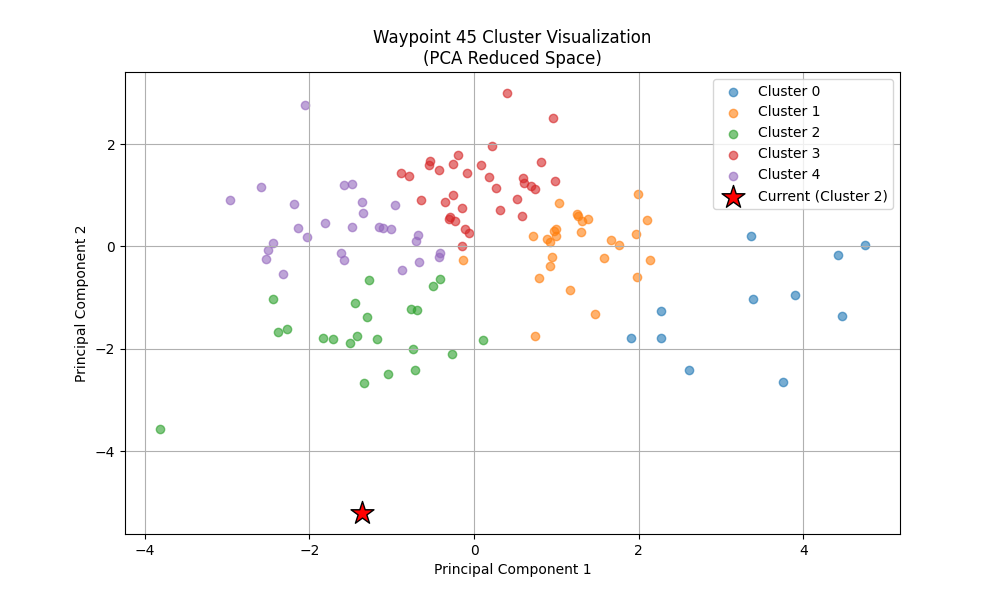 Waypoint 45 Cluster Visualization
(PCA Reduced Space)
Cluster 0
Cluster 1
Cluster 2
Cluster 3
Cluster 4
Current (Cluster 2)
Principal Component 2
2
0
−2
−4
−4 −2 0 2 4
Principal Component 1